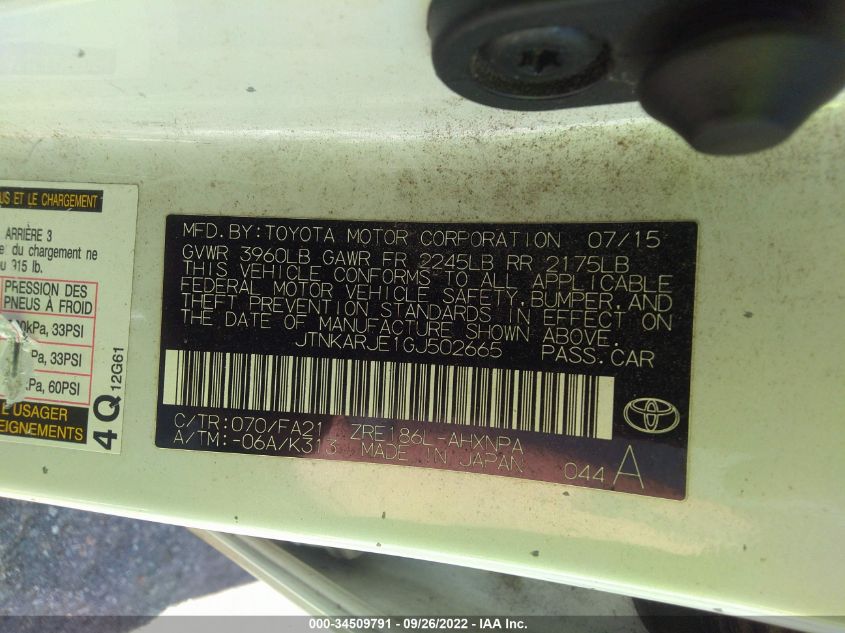 US ET LE CHARGEMENT
ARRIÈRE 3
du chargement ne
915 lb.
PRESSION DES
PNEUS À FROID
kPa, 33PSI
Pa, 33PSI
Pa, 60PSI
USAGER
SEIGNEMENTS
4Q 12G61
MFD. BY: TOYOTA MOTOR CORPORATION 07/15
GVWR 3960LB GAWR FR 2245LB RR 2175LB
THIS VEHICLE CONFORMS TO ALL APPLICABLE
FEDERAL MOTOR VEHICLE SAFETY, BUMPER, AND
THEFT PREVENTION STANDARDS IN EFFECT ON
THE DATE OF MANUFACTURE SHOWN ABOVE.
JTNKARJE1GJ502665 PASS. CAR
C/TR: 070/FA21 ZRE186L-AHXNPA
A/TM: -06A/K313 MADE IN JAPAN 044 A
000-34509791 - 09/26/2022 - IAA Inc.